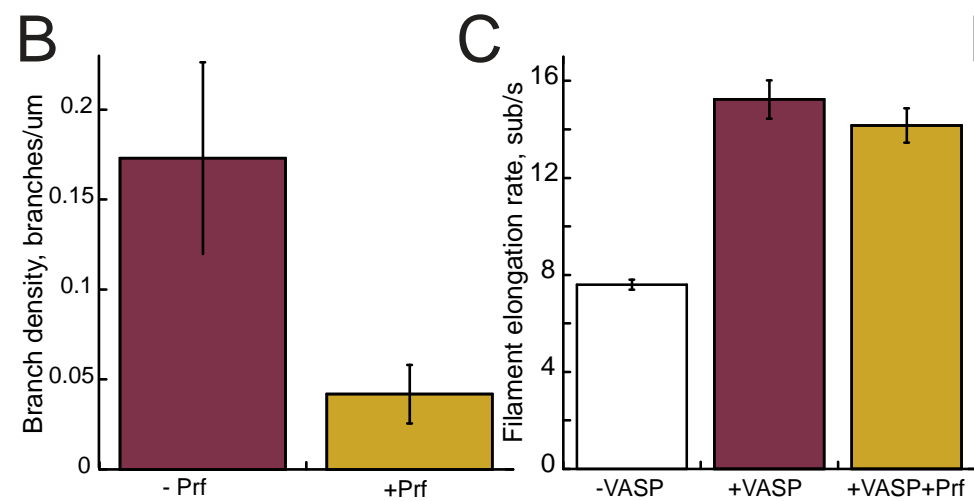 B
Branch density, branches/um
0.2
0.15
0.1
0.05
0
- Prf
+Prf
C
Filament elongation rate, sub/s
16
12
8
4
0
-VASP
+VASP
+VASP+Prf